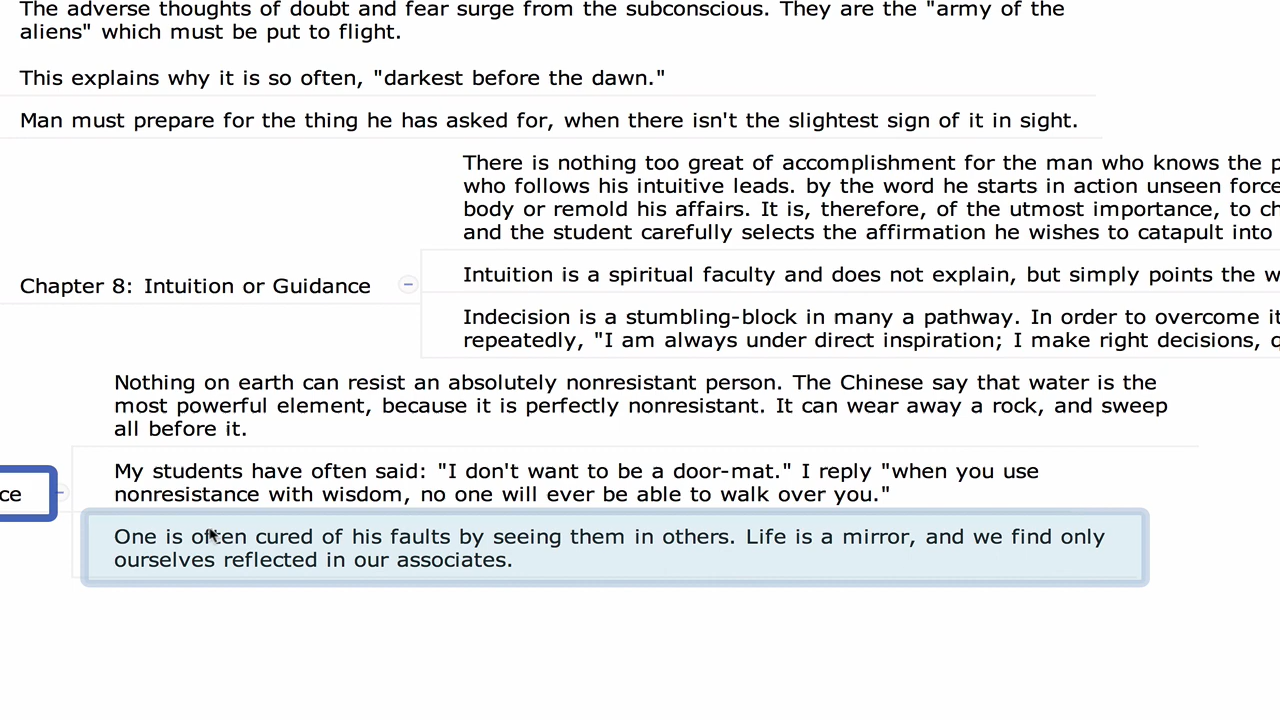 The adverse thoughts of doubt and fear surge from the subconscious. They are the "army of the
aliens" which must be put to flight.
This explains why it is so often, "darkest before the dawn."
Man must prepare for the thing he has asked for, when there isn't the slightest sign of it in sight.
There is nothing too great of accomplishment for the man who knows the
who follows his intuitive leads. by the word he starts in action unseen
body or remold his affairs. It is, therefore, of the utmost importance, to
and the student carefully selects the affirmation he wishes to catapult into
Chapter 8: Intuition or Guidance
Intuition is a spiritual faculty and does not explain, but simply points the
Indecision is a stumbling-block in many a pathway. In order to overcome
repeatedly, "I am always under direct inspiration; I make right decisions,
Nothing on earth can resist an absolutely nonresistant person. The Chinese say that water is the
most powerful element, because it is perfectly nonresistant. It can wear away a rock, and sweep
all before it.
My students have often said: "I don't want to be a door-mat." I reply "when you use
nonresistance with wisdom, no one will ever be able to walk over you."
ce
One is often cured of his faults by seeing them in others. Life is a mirror, and we find only
ourselves reflected in our associates.